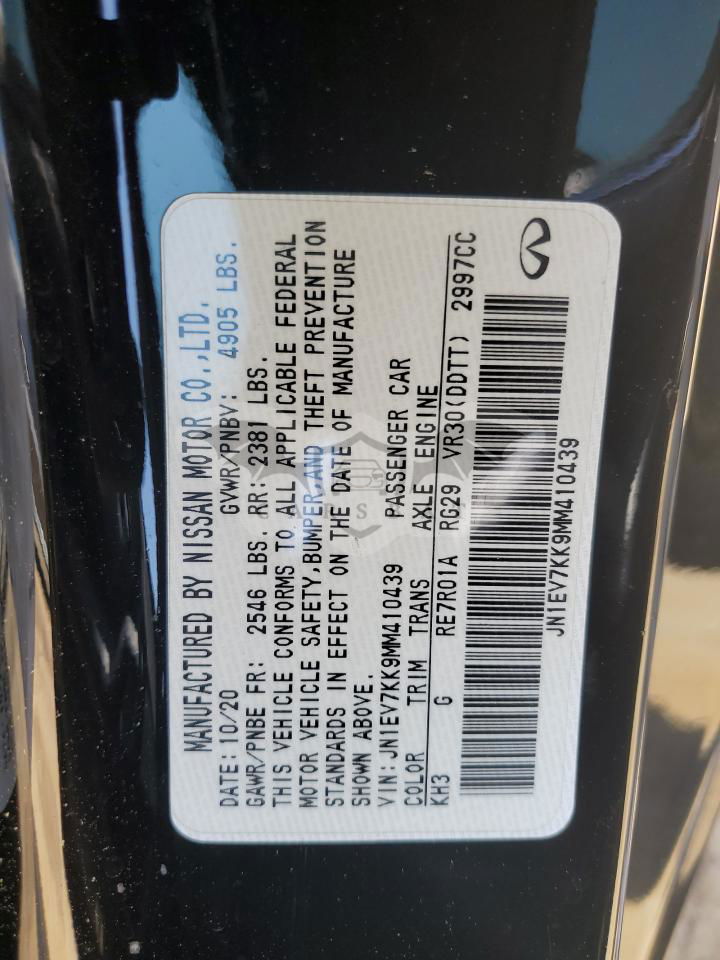 MANUFACTURED BY NISSAN MOTOR CO.,LTD.
DATE: 10/20 GVWR/PNBV: 4905 LBS.
GAWR/PNBE FR: 2546 LBS. RR: 2381 LBS.
THIS VEHICLE CONFORMS TO ALL APPLICABLE FEDERAL
MOTOR VEHICLE SAFETY,BUMPER,AND THEFT PREVENTION
STANDARDS IN EFFECT ON THE DATE OF MANUFACTURE
SHOWN ABOVE.
VIN:JN1EV7KK9MM410439 PASSENGER CAR
COLOR TRIM TRANS AXLE ENGINE
KH3 G RE7R01A RG29 VR30(DDTT) 2997CC
JN1EV7KK9MM410439